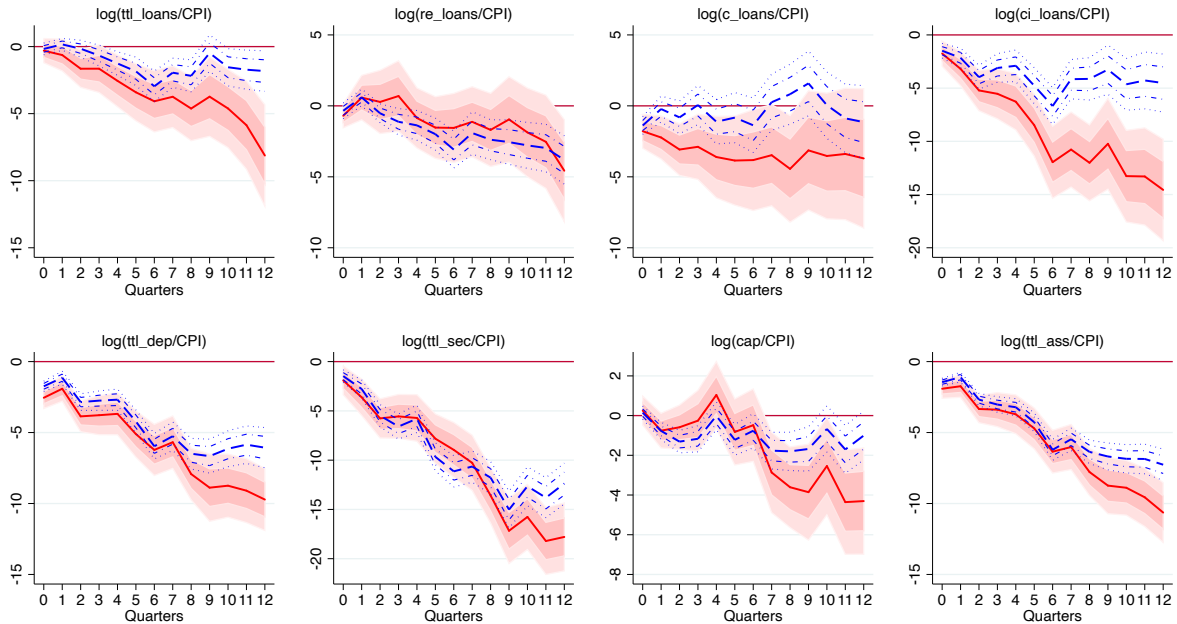 log(ttl_loans/CPI)
0
-5
-10
-15
0 1 2 3 4 5 6 7 8 9 10 11 12
Quarters
log(re_loans/CPI)
5
0
-5
-10
0 1 2 3 4 5 6 7 8 9 10 11 12
Quarters
log(c_loans/CPI)
5
0
-5
-10
0 1 2 3 4 5 6 7 8 9 10 11 12
Quarters
log(ci_loans/CPI)
0
-5
-10
-15
-20
0 1 2 3 4 5 6 7 8 9 10 11 12
Quarters
log(ttl_dep/CPI)
0
-5
-10
-15
0 1 2 3 4 5 6 7 8 9 10 11 12
Quarters
log(ttl_sec/CPI)
0
-5
-10
-15
-20
0 1 2 3 4 5 6 7 8 9 10 11 12
Quarters
log(cap/CPI)
2
0
-2
-4
-6
-8
0 1 2 3 4 5 6 7 8 9 10 11 12
Quarters
log(ttl_ass/CPI)
0
-5
-10
-15
0 1 2 3 4 5 6 7 8 9 10 11 12
Quarters